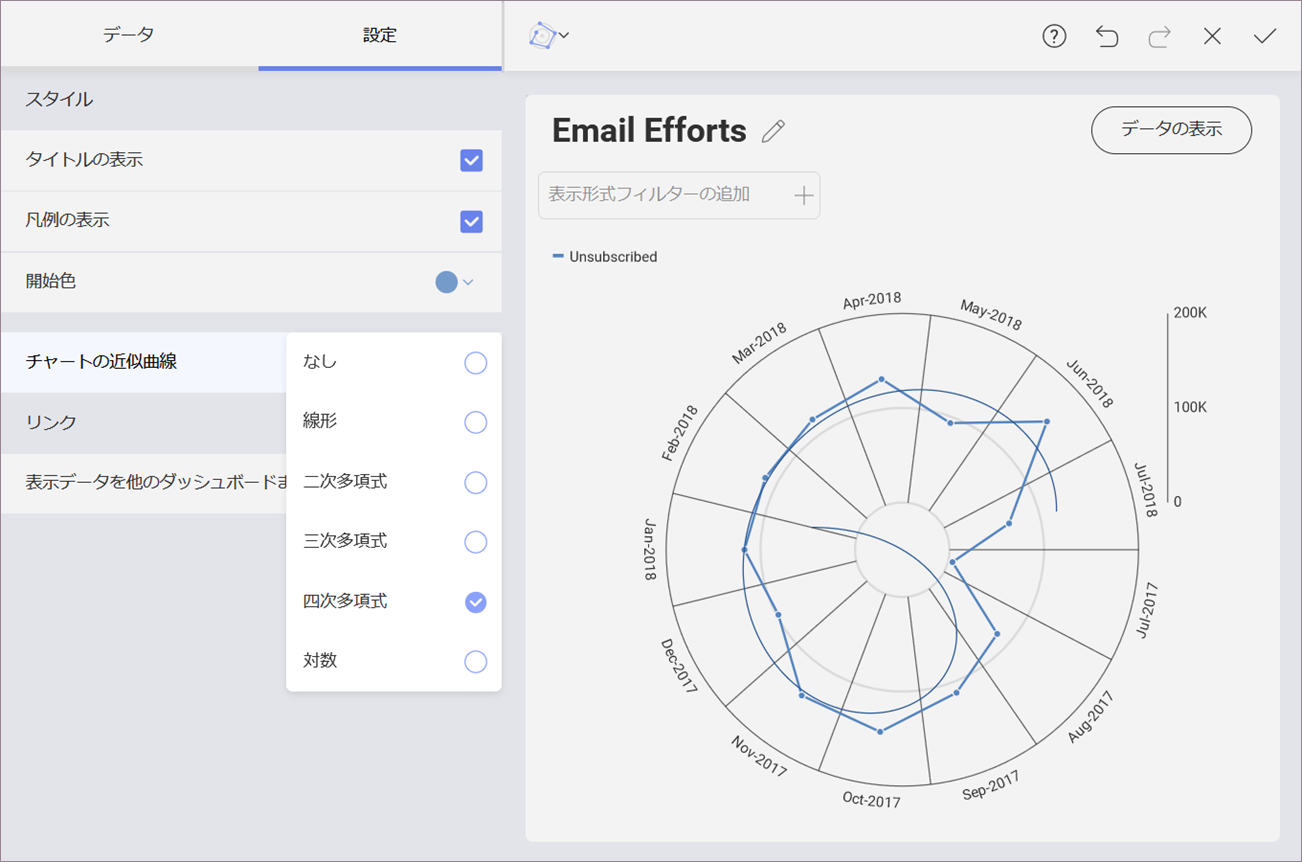 データ
設定
スタイル
タイトルの表示
凡例の表示
開始色
チャートの近似曲線
リンク
表示データを他のダッシュボードま
なし
線形
二次多項式
三次多項式
四次多項式
対数
Email Efforts
データの表示
表示形式フィルターの追加
Unsubscribed
Apr-2018
May-2018
Mar-2018
Jun-2018
Feb-2018
Jul-2018
Jan-2018
Jul-2017
Dec-2017
Aug-2017
Nov-2017
Sep-2017
Oct-2017
200K
100K
0